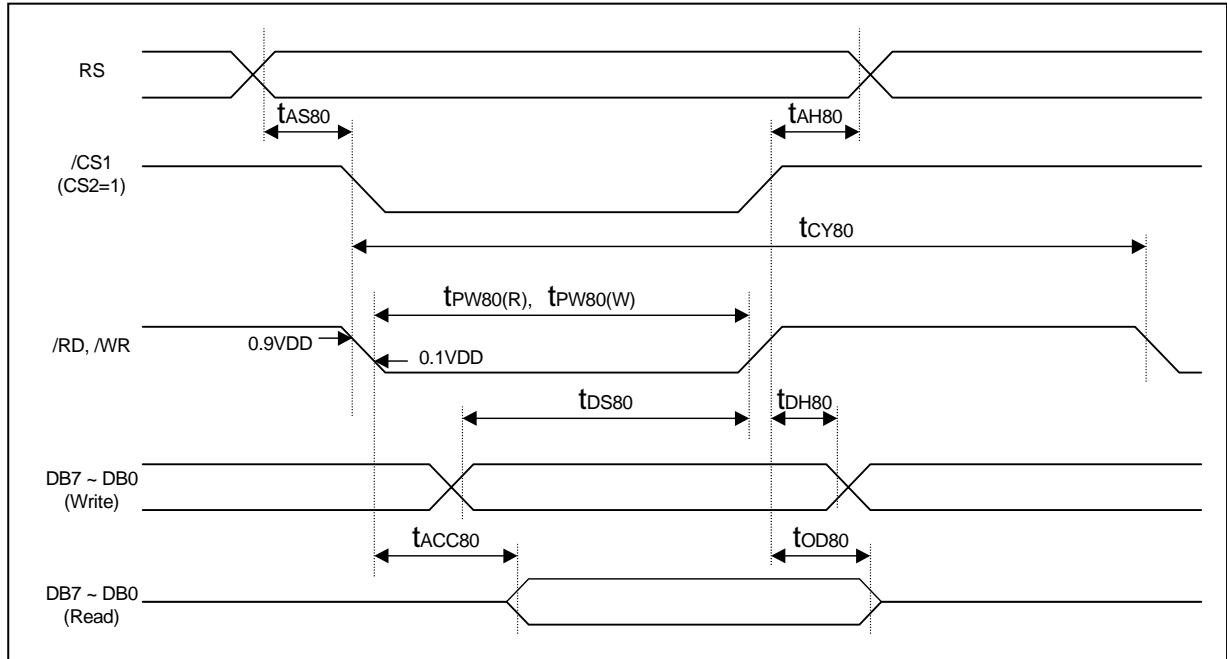 RS
tAS80
tAH80
/CS1
(CS2=1)
tCY80
tPW80(R), tPW80(W)
/RD, /WR
0.9VDD
0.1VDD
tDS80
tDH80
DB7 ~ DB0
(Write)
tACC80
tOD80
DB7 ~ DB0
(Read)